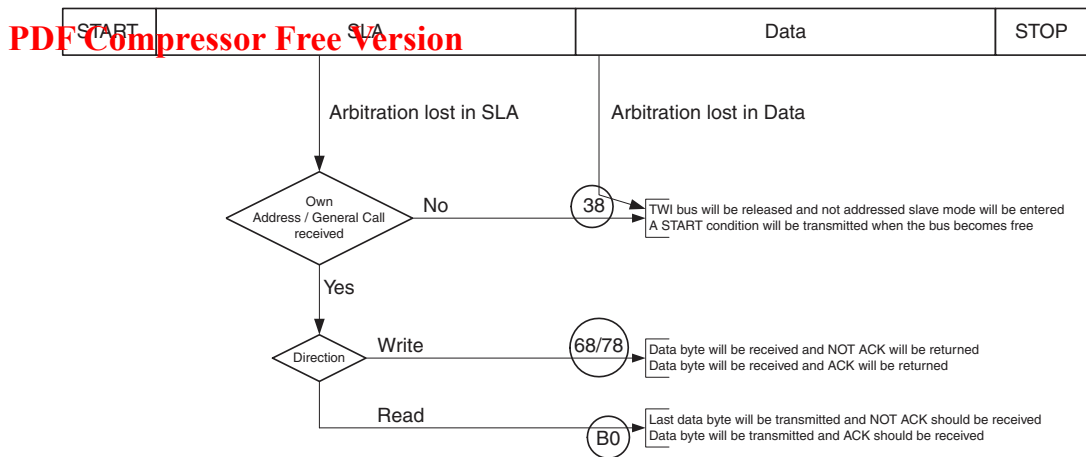 START SLA Data STOP
PDF Compressor Free Version
Arbitration lost in SLA Arbitration lost in Data
Own
Address / General Call
received
No
38
TWI bus will be released and not addressed slave mode will be entered
A START condition will be transmitted when the bus becomes free
Yes
Direction
Write
68/78
Data byte will be received and NOT ACK will be returned
Data byte will be received and ACK will be returned
Read
B0
Last data byte will be transmitted and NOT ACK should be received
Data byte will be transmitted and ACK should be received